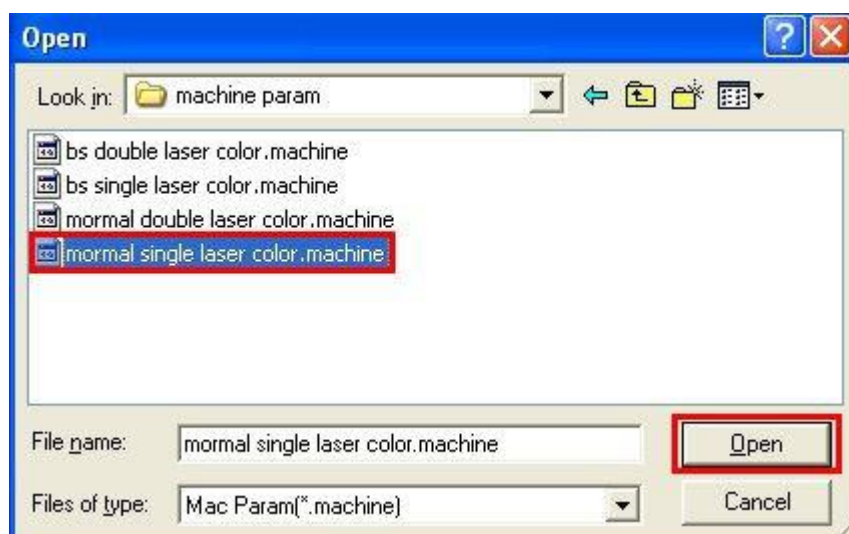 Open
Look in: machine param
bs double laser color.machine
bs single laser color.machine
mormal double laser color.machine
mormal single laser color.machine
File name: mormal single laser color.machine Open
Files of type: Mac Param(*.machine) Cancel